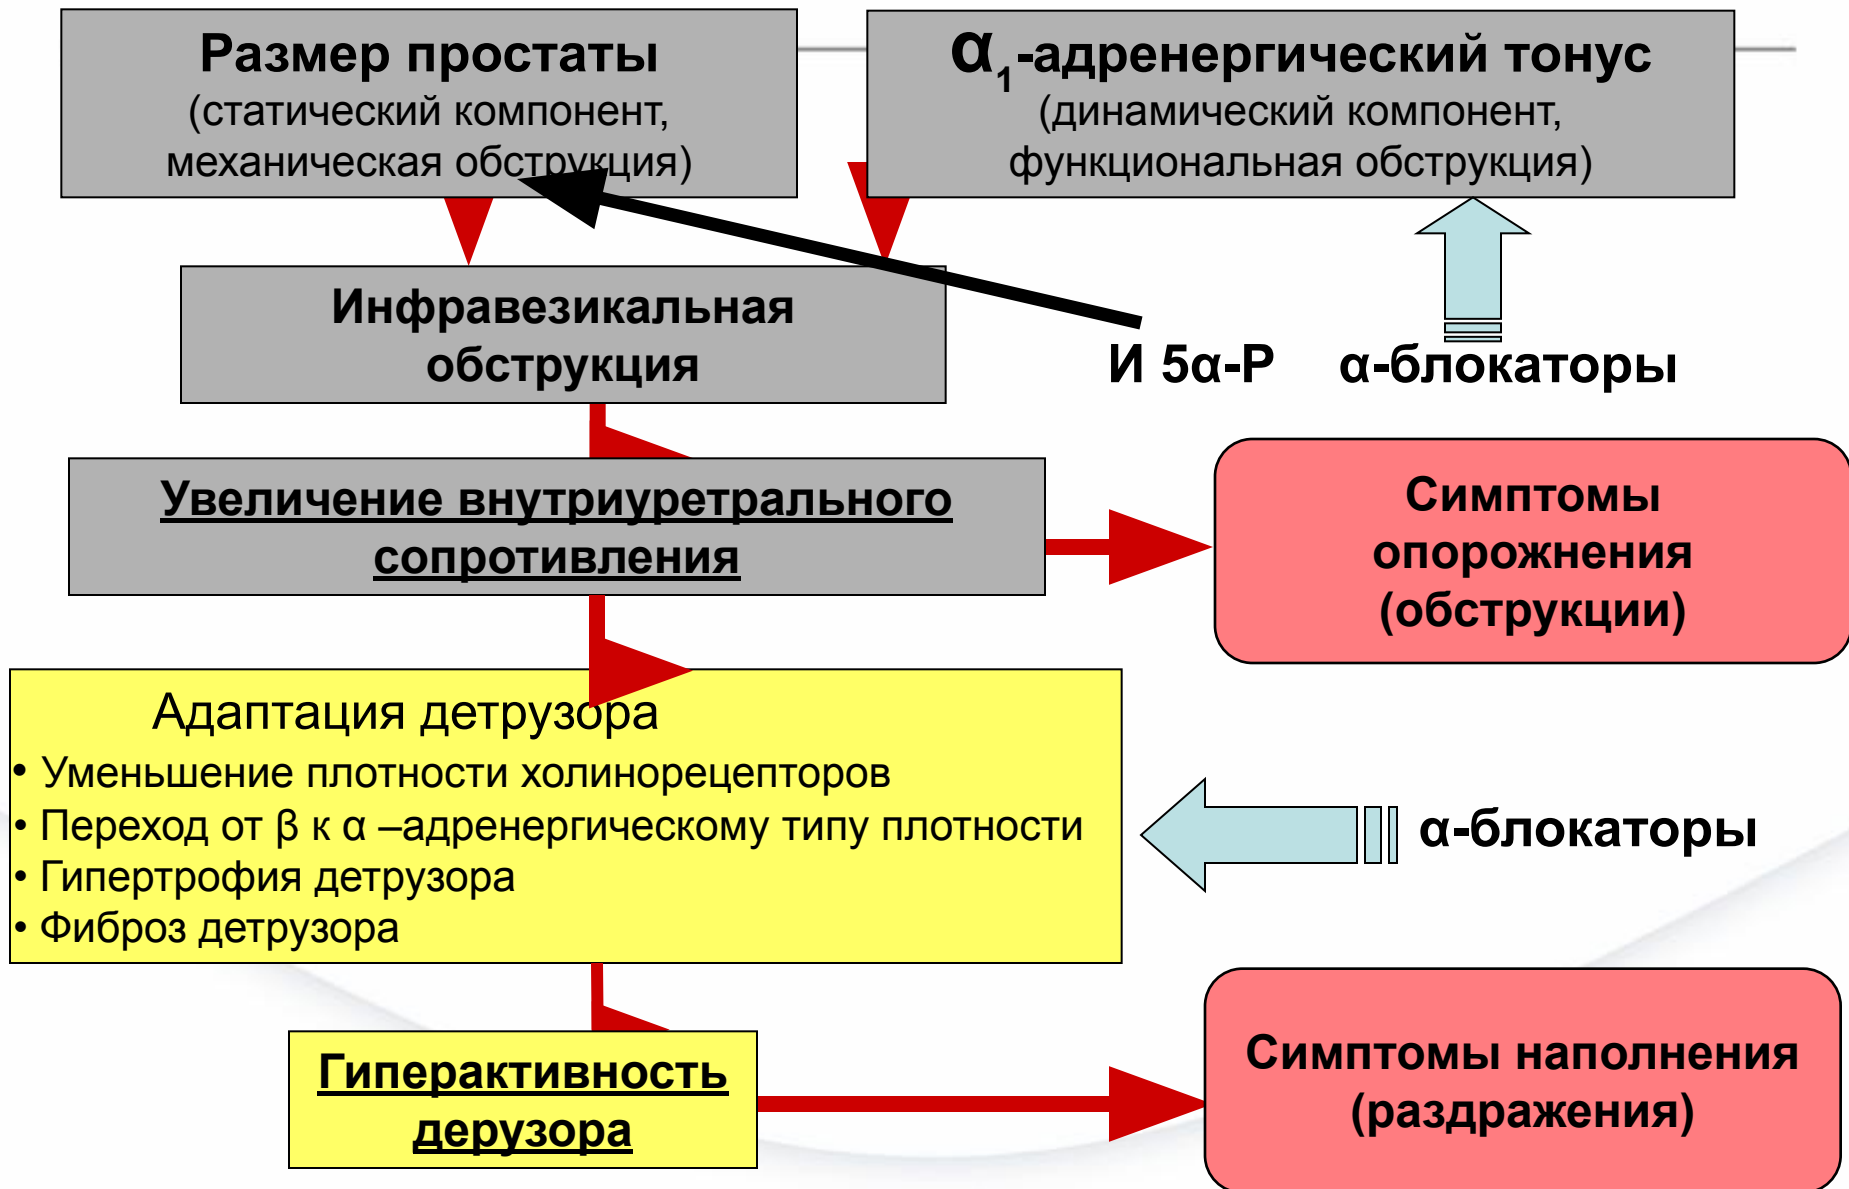 Размер простаты
(статический компонент,
механическая обструкция)
α1-адренергический тонус
(динамический компонент,
функциональная обструкция)
Инфравезикальная
обструкция
И 5α-Р
α-блокаторы
Увеличение внутриуретрального
сопротивления
Симптомы
опорожнения
(обструкции)
Адаптация детрузора
• Уменьшение плотности холинорецепторов
• Переход от β к α –адренергическому типу плотности
• Гипертрофия детрузора
• Фиброз детрузора
α-блокаторы
Гиперактивность
дерузора
Симптомы наполнения
(раздражения)